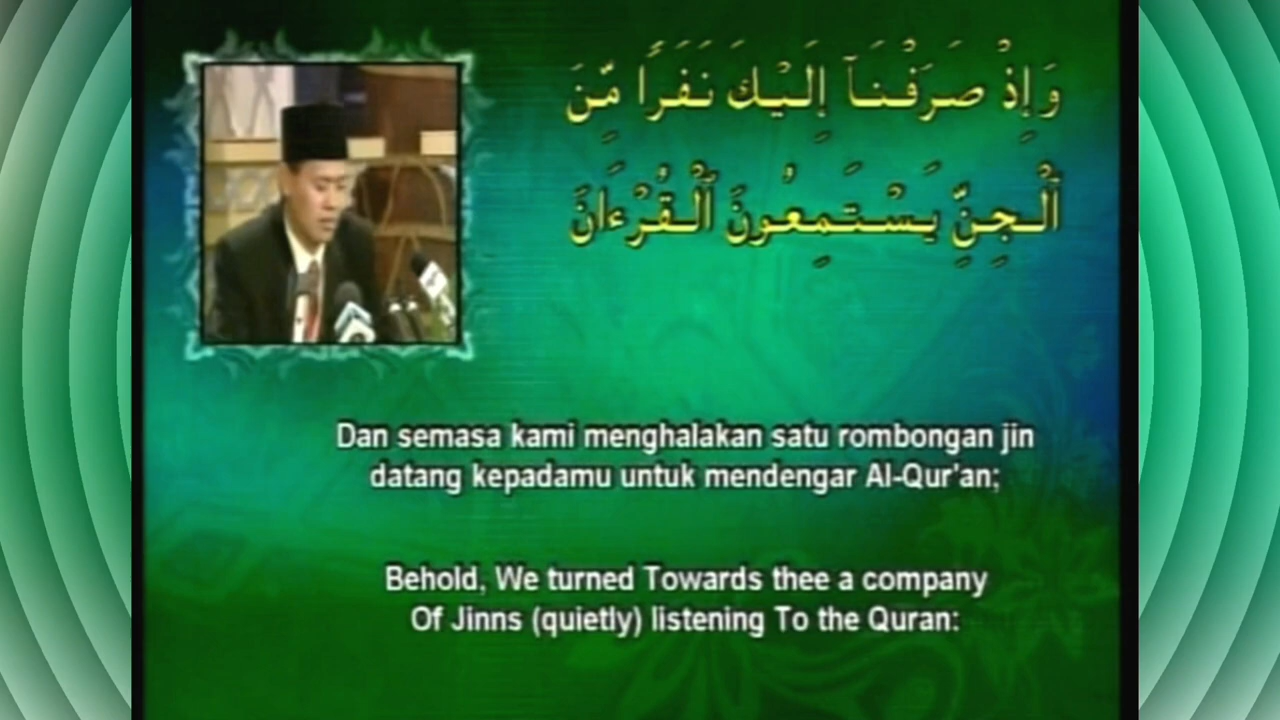 وَإِذْ صَرَفْنَآ إِلَيْكَ نَفَرًا مِّنَ
ٱلْجِنِّ يَسْتَمِعُونَ ٱلْقُرْءَانَ
Dan semasa kami menghalakan satu rombongan jin
datang kepadamu untuk mendengar Al-Qur'an;
Behold, We turned Towards thee a company
Of Jinns (quietly) listening To the Quran: